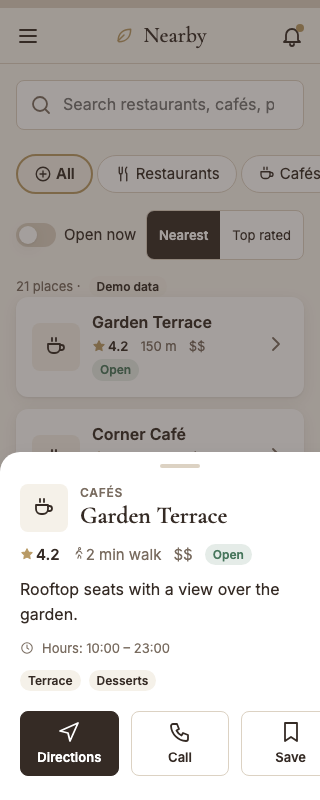 Nearby
Search restaurants, cafés, p
All Restaurants Cafés
Open now Nearest Top rated
21 places · Demo data
Garden Terrace
4.2 150 m $$
Open
Corner Café
CAFÉS
Garden Terrace
4.2 2 min walk $$ Open
Rooftop seats with a view over the
garden.
Hours: 10:00 – 23:00
Terrace Desserts
Directions Call Save